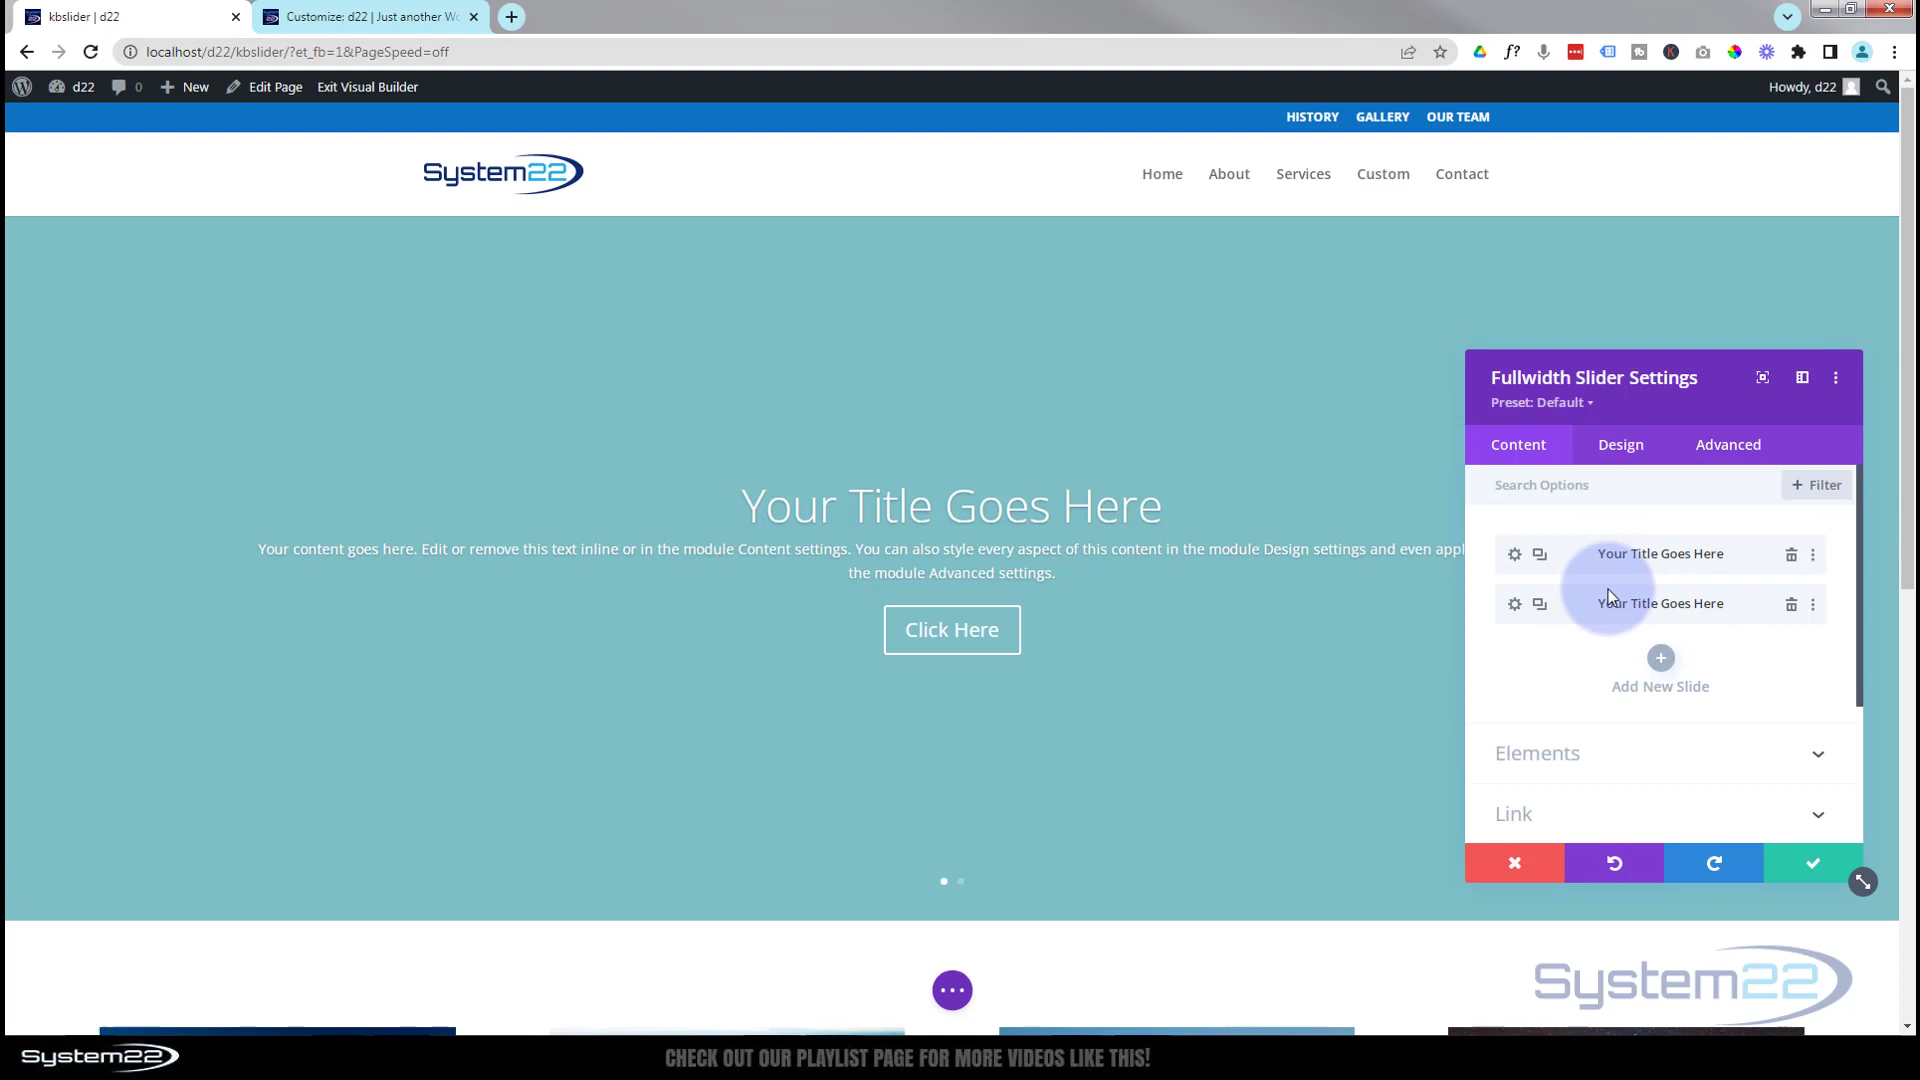 kbslider | d22
Customize: d22 | Just another Wo
localhost/d22/kbslider/?et_fb=1&PageSpeed=off
d22 0 New Edit Page Exit Visual Builder Howdy, d22
HISTORY GALLERY OUR TEAM
System22
Home About Services Custom Contact
Your Title Goes Here
Your content goes here. Edit or remove this text inline or in the module Content settings. You can also style every aspect of this content in the module Design settings and even appl
the module Advanced settings.
Click Here
Fullwidth Slider Settings
Preset: Default
Content Design Advanced
Search Options
+ Filter
Your Title Goes Here
Your Title Goes Here
Add New Slide
Elements
Link
System22
System22
CHECK OUT OUR PLAYLIST PAGE FOR MORE VIDEOS LIKE THIS!